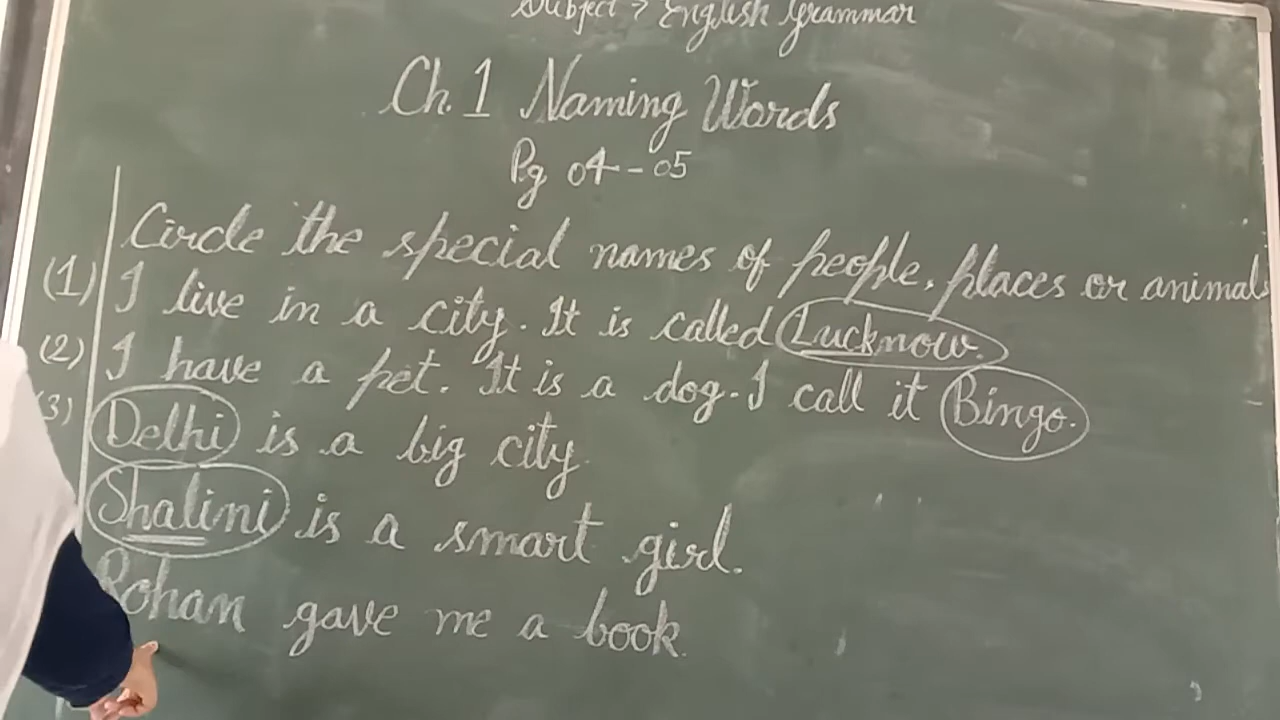 Subject > English Grammar
Ch. 1 Naming Words
Pg 04-05
Circle the special names of people, places or animals
(1) I live in a city. It is called Lucknow.
(2) I have a pet. It is a dog. I call it Bingo.
(3) Delhi is a big city.
Shalini is a smart girl.
Rohan gave me a book.